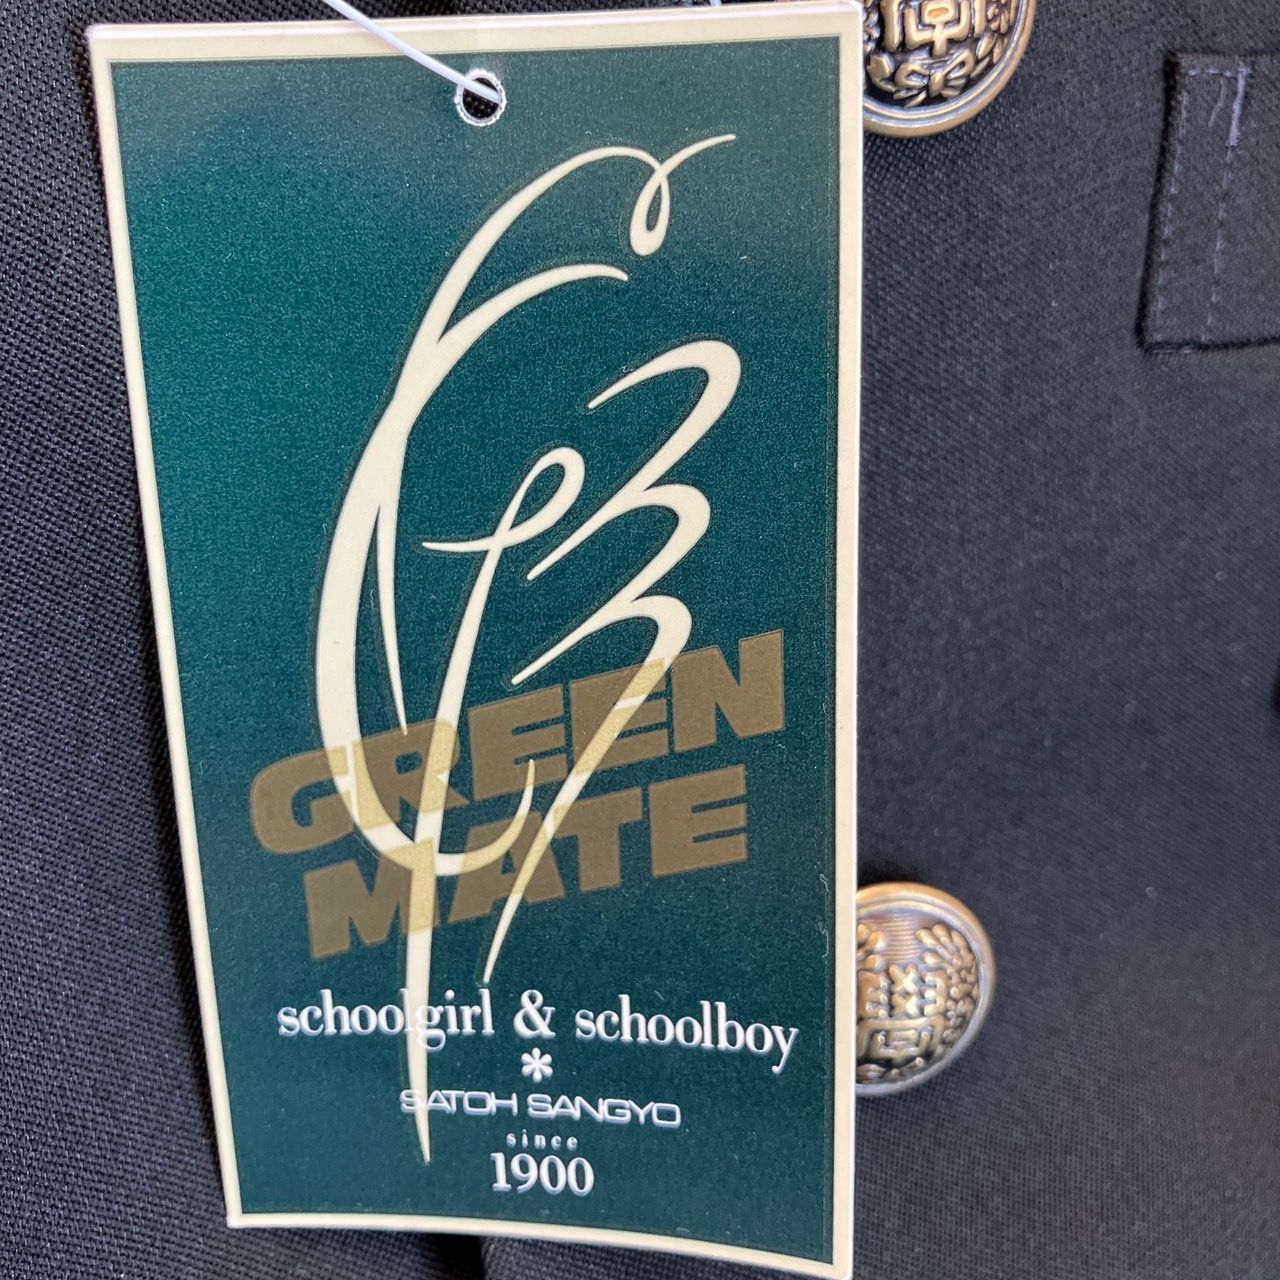 GREEN
MATE
schoolgirl & schoolboy
*
SATOH SANGYO
since
1900